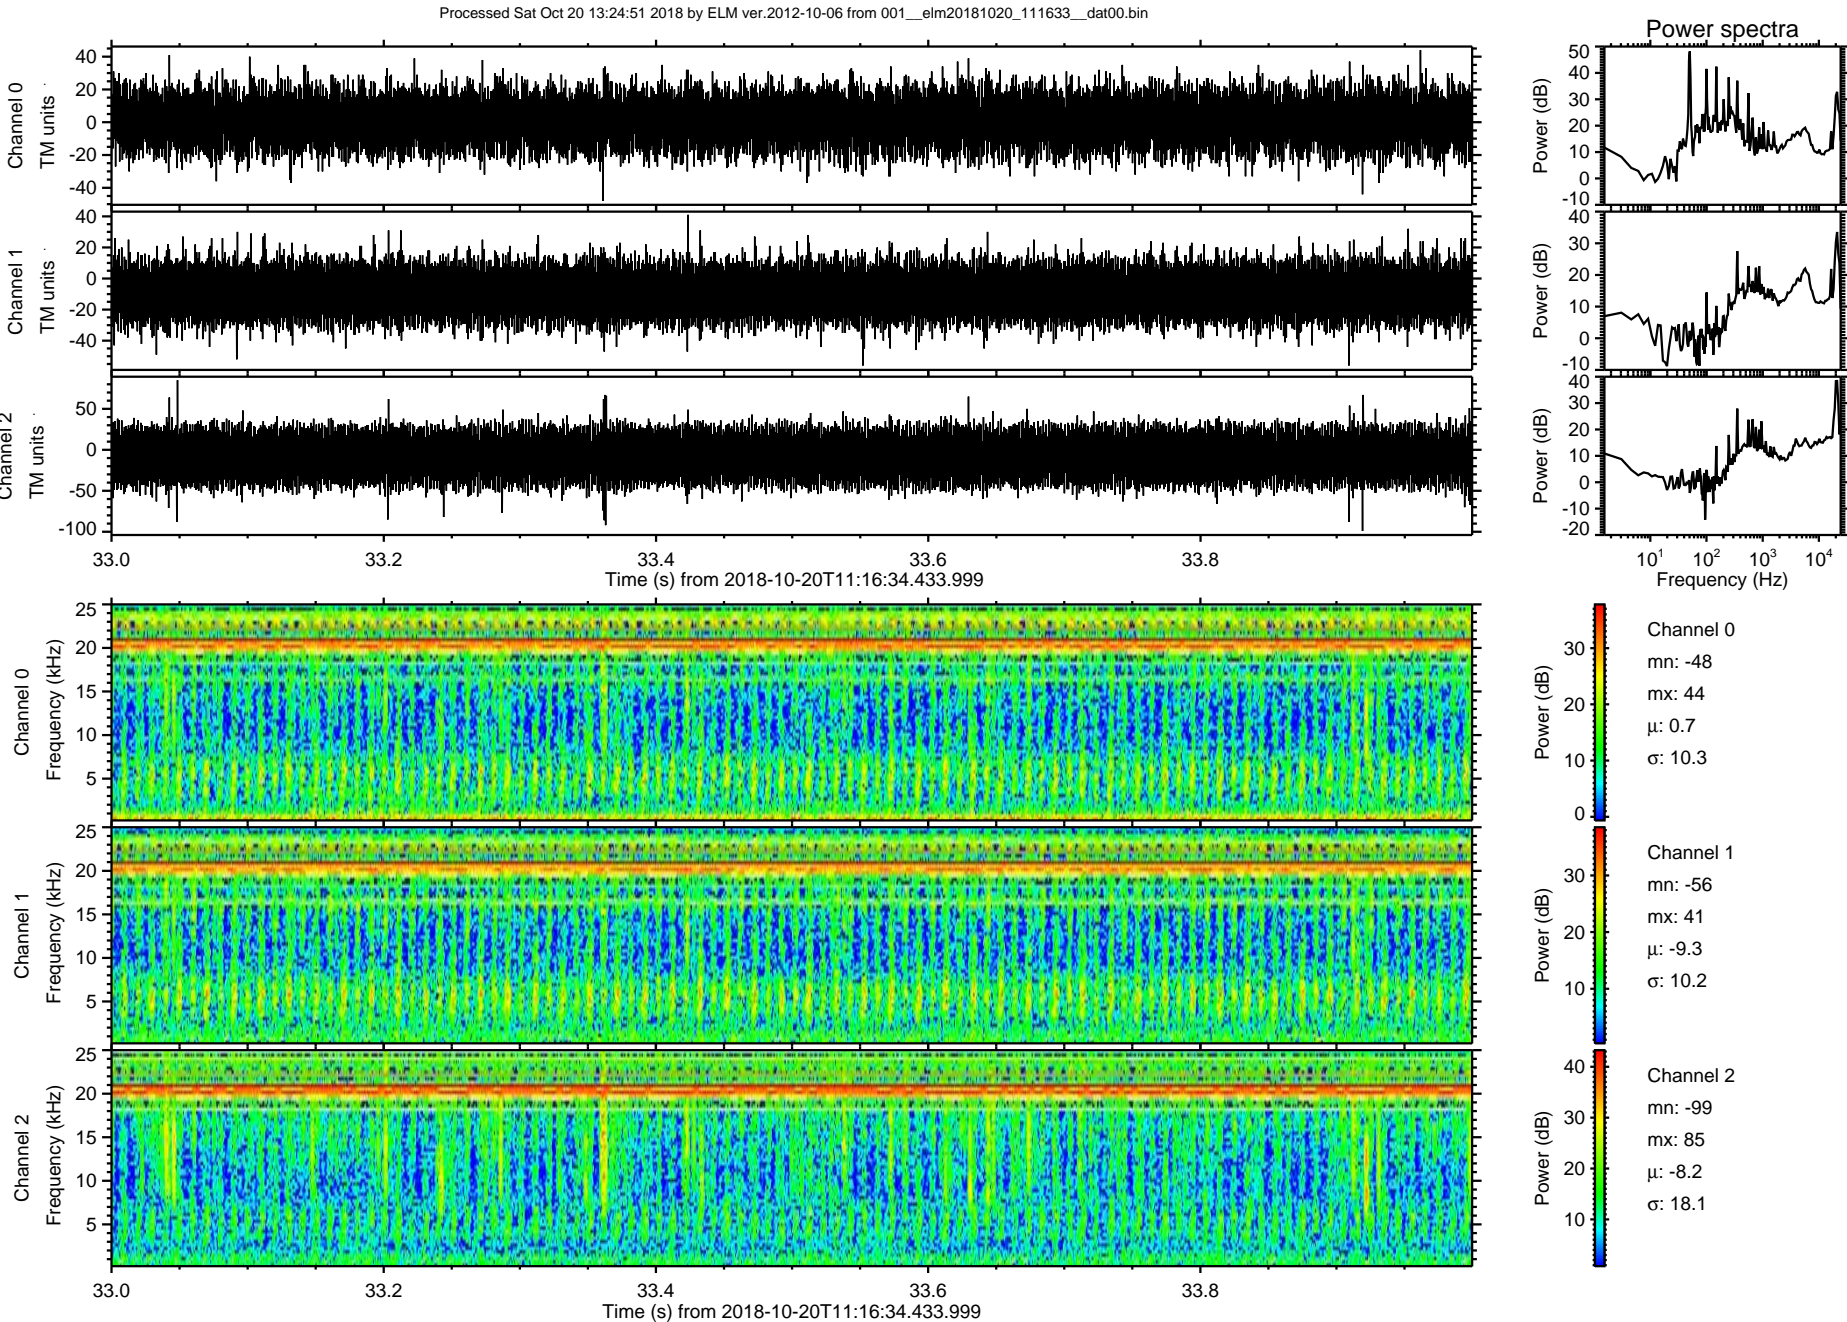 Processed Sat Oct 20 13:24:51 2018 by ELM ver.2012-10-06 from 001__elm20181020_111633__dat00.bin
Power spectra
Channel 0
TM units
40
20
0
-20
-40
Power (dB)
50
40
30
20
10
0
-10
Channel 1
TM units
40
20
0
-20
-40
Power (dB)
40
30
20
10
0
-10
Channel 2
TM units
50
0
-50
-100
Power (dB)
40
30
20
10
0
-10
-20
33.0 33.2 33.4 33.6 33.8
Time (s) from 2018-10-20T11:16:34.433.999
10¹ 10² 10³ 10⁴
Frequency (Hz)
Channel 0
Frequency (kHz)
25
20
15
10
5
Power (dB)
30
20
10
0
Channel 0
mn: -48
mx: 44
μ: 0.7
σ: 10.3
Channel 1
Frequency (kHz)
25
20
15
10
5
Power (dB)
30
20
10
Channel 1
mn: -56
mx: 41
μ: -9.3
σ: 10.2
Channel 2
Frequency (kHz)
25
20
15
10
5
Power (dB)
40
30
20
10
Channel 2
mn: -99
mx: 85
μ: -8.2
σ: 18.1
33.0 33.2 33.4 33.6 33.8
Time (s) from 2018-10-20T11:16:34.433.999